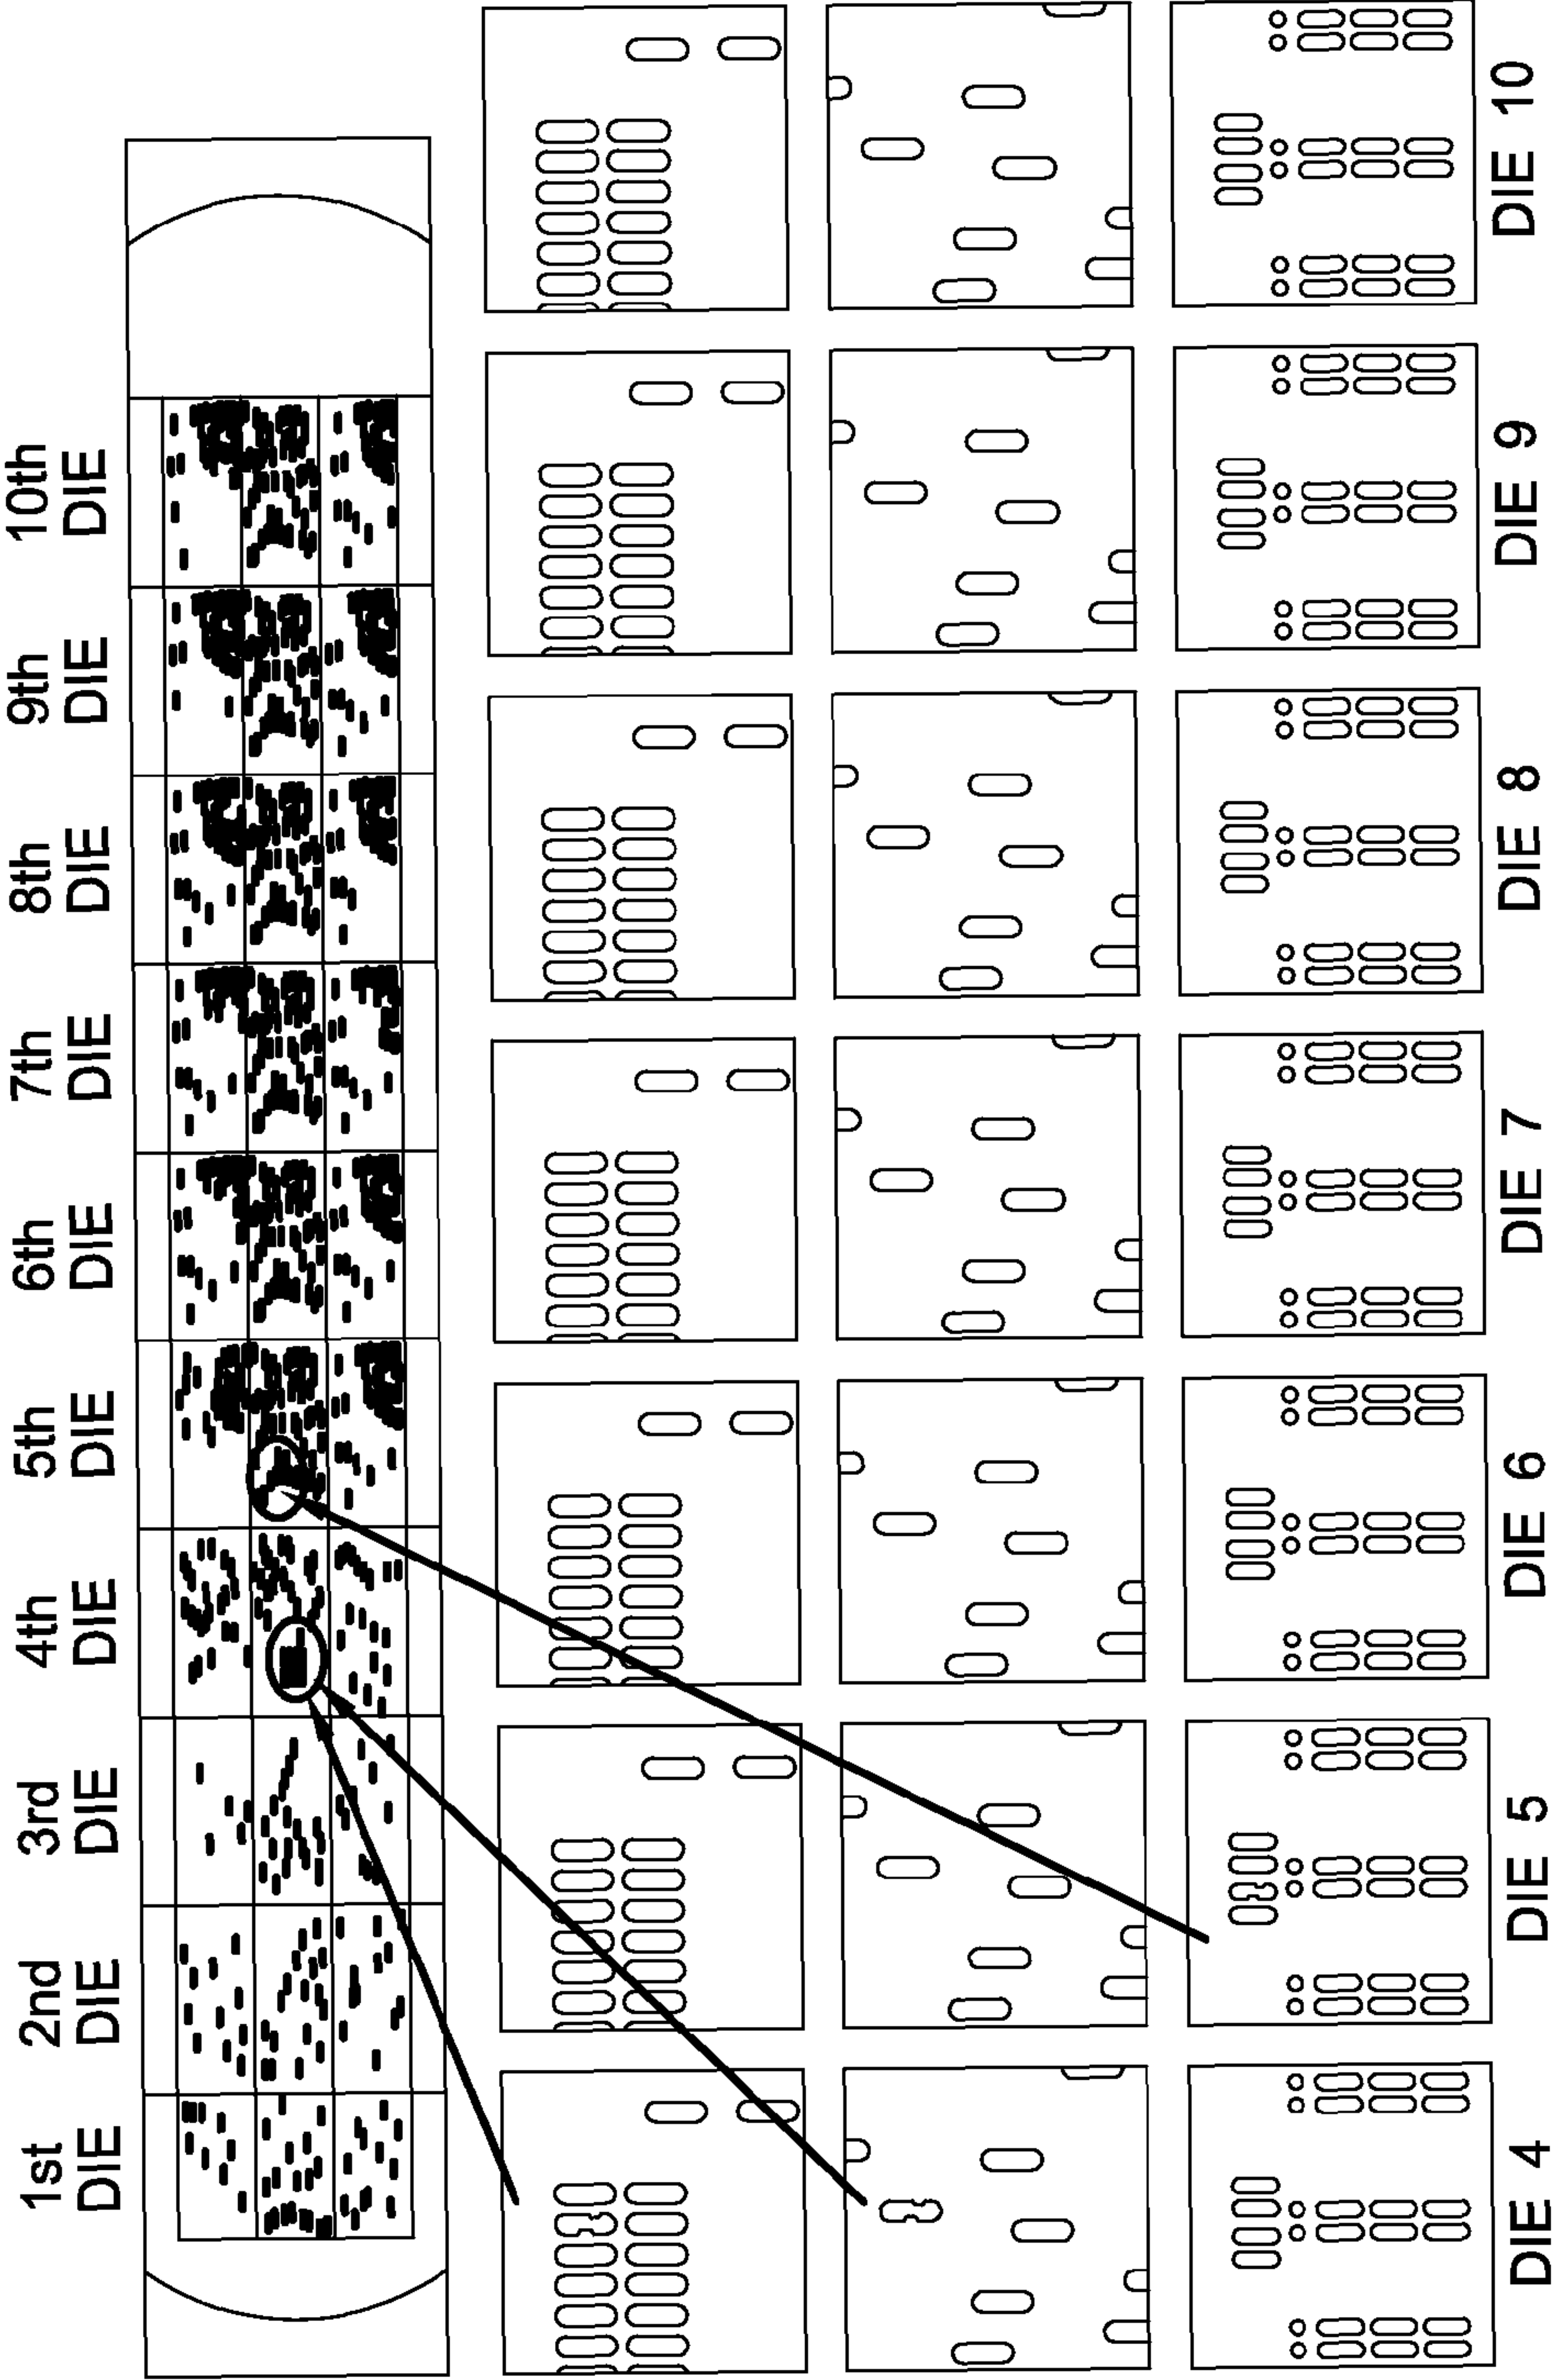 1st
DIE
2nd
DIE
3rd
DIE
4th
DIE
5th
DIE
6th
DIE
7th
DIE
8th
DIE
9th
DIE
10th
DIE
DIE 4
DIE 5
DIE 6
DIE 7
DIE 8
DIE 9
DIE 10